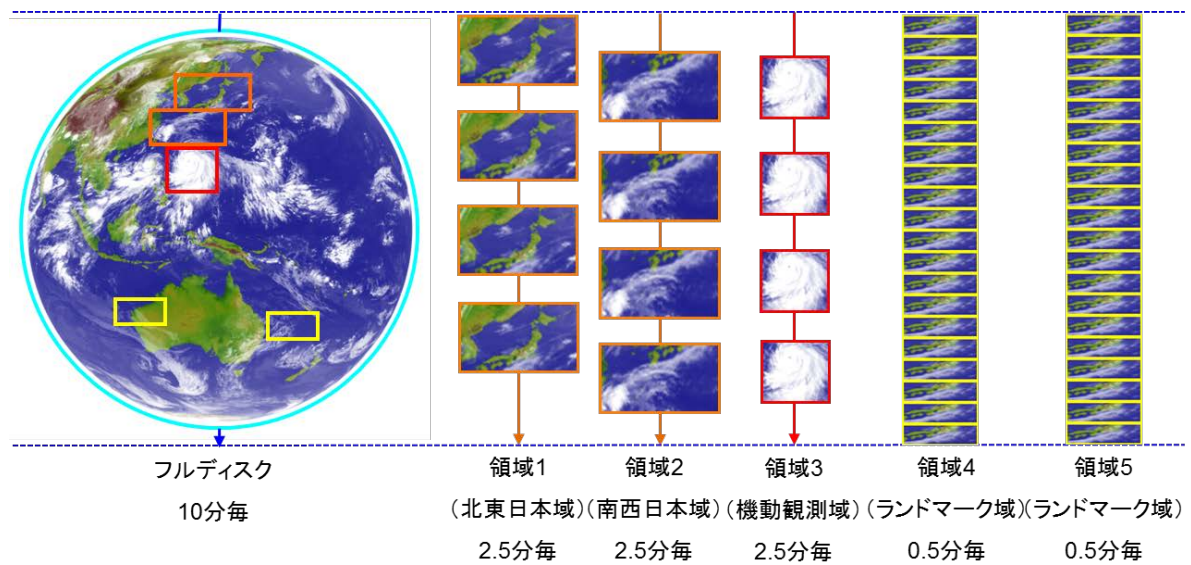 フルディスク
10分毎
領域1
(北東日本域)
2.5分毎
領域2
(南西日本域)
2.5分毎
領域3
(機動観測域)
2.5分毎
領域4
(ランドマーク域)
0.5分毎
領域5
(ランドマーク域)
0.5分毎